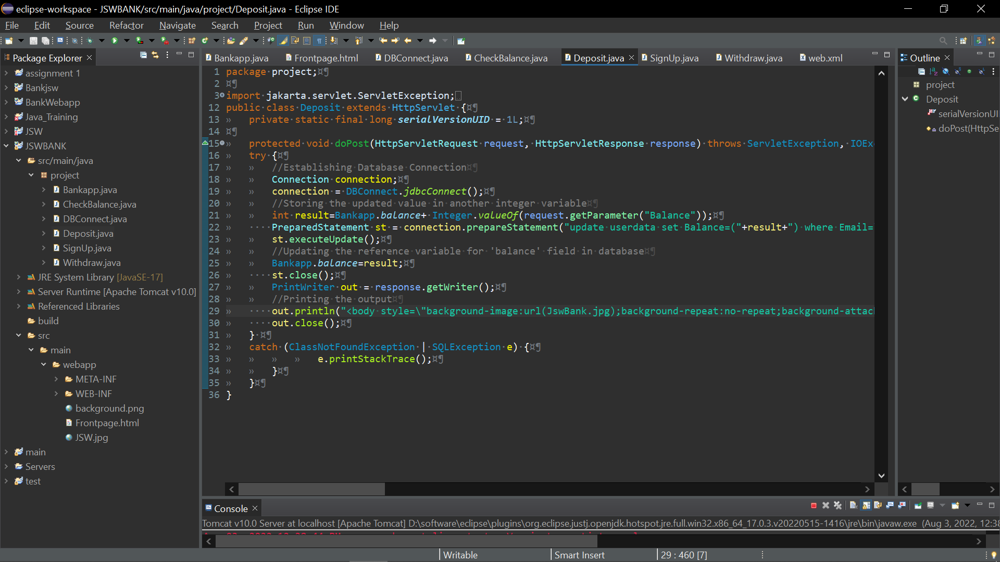 eclipse-workspace - JSWBANK/src/main/java/project/Deposit.java - Eclipse IDE
File Edit Source Refactor Navigate Search Project Run Window Help
Package Explorer
assignment 1
Bankjsw
BankWebapp
Java_Training
JSW
JSWBANK
src/main/java
project
Bankapp.java
CheckBalance.java
DBConnect.java
Deposit.java
SignUp.java
Withdraw.java
JRE System Library [JavaSE-17]
Server Runtime [Apache Tomcat v10.0]
Referenced Libraries
build
src
main
webapp
META-INF
WEB-INF
background.png
Frontpage.html
JSW.jpg
main
Servers
test
Bankapp.java Frontpage.html DBConnect.java CheckBalance.java Deposit.java SignUp.java Withdraw.java web.xml
1 package project;
2
3 import jakarta.servlet.ServletException;
12 public class Deposit extends HttpServlet {
13 private static final long serialVersionUID = 1L;
14
15 protected void doPost(HttpServletRequest request, HttpServletResponse response) throws ServletException, IOEx
16 try {
17 //Establishing Database Connection
18 Connection connection;
19 connection = DBConnect.jdbcConnect();
20 //Storing the updated value in another integer variable
21 int result=Bankapp.balance+ Integer.valueOf(request.getParameter("Balance"));
22 PreparedStatement st = connection.prepareStatement("update userdata set Balance=("+result+") where Email=
23 st.executeUpdate();
24 //Updating the reference variable for 'balance' field in database
25 Bankapp.balance=result;
26 st.close();
27 PrintWriter out = response.getWriter();
28 //Printing the output
29 out.println("<body style=\"background-image:url(JswBank.jpg);background-repeat:no-repeat;background-attac
30 out.close();
31 }
32 catch (ClassNotFoundException | SQLException e) {
33 e.printStackTrace();
34 }
35 }
36 }
Outline
project
Deposit
serialVersionUI
doPost(HttpSe
Console
Tomcat v10.0 Server at localhost [Apache Tomcat] D:\software\eclipse\plugins\org.eclipse.justj.openjdk.hotspot.jre.full.win32.x86_64_17.0.3.v20220515-1416\jre\bin\javaw.exe (Aug 3, 2022, 12:38
Writable Smart Insert 29 : 460 [7]